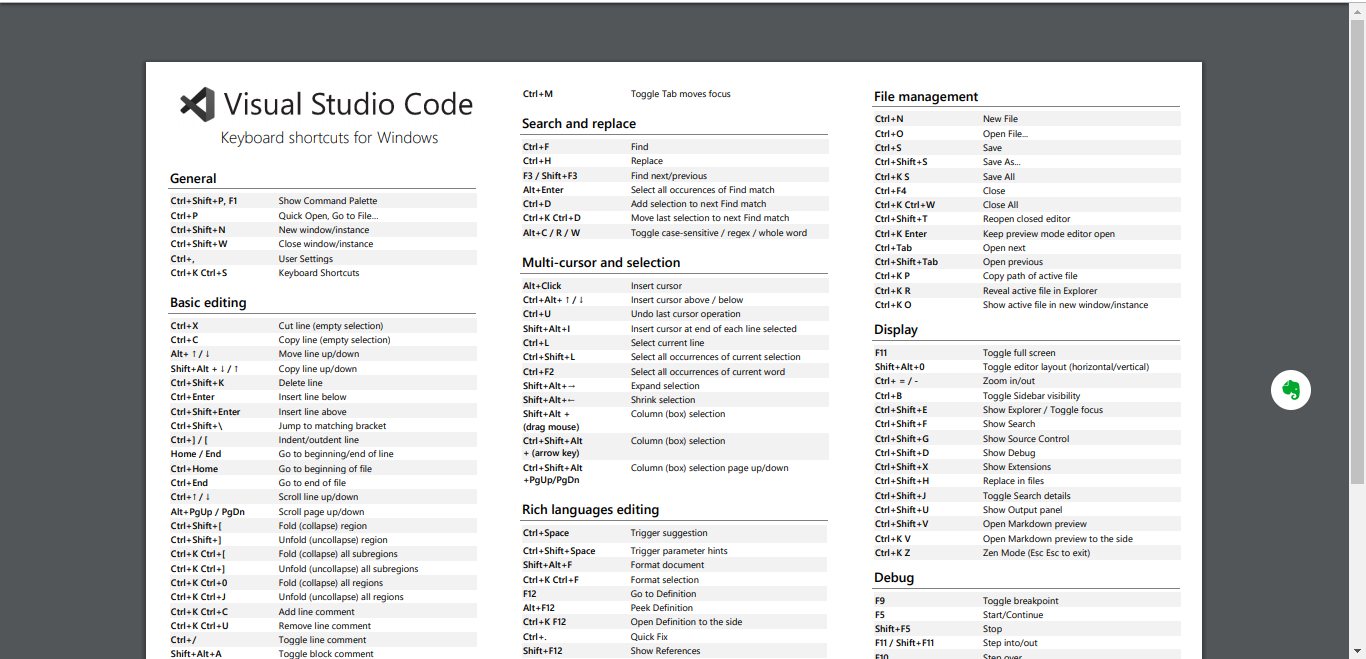 Visual Studio Code
Keyboard shortcuts for Windows
General
Ctrl+Shift+P, F1 Show Command Palette
Ctrl+P Quick Open, Go to File...
Ctrl+Shift+N New window/instance
Ctrl+Shift+W Close window/instance
Ctrl+, User Settings
Ctrl+K Ctrl+S Keyboard Shortcuts
Basic editing
Ctrl+X Cut line (empty selection)
Ctrl+C Copy line (empty selection)
Alt+ ↑ / ↓ Move line up/down
Shift+Alt + ↓ / ↑ Copy line up/down
Ctrl+Shift+K Delete line
Ctrl+Enter Insert line below
Ctrl+Shift+Enter Insert line above
Ctrl+Shift+\ Jump to matching bracket
Ctrl+] / [ Indent/outdent line
Home / End Go to beginning/end of line
Ctrl+Home Go to beginning of file
Ctrl+End Go to end of file
Ctrl+↑ / ↓ Scroll line up/down
Alt+PgUp / PgDn Scroll page up/down
Ctrl+Shift+[ Fold (collapse) region
Ctrl+Shift+] Unfold (uncollapse) region
Ctrl+K Ctrl+[ Fold (collapse) all subregions
Ctrl+K Ctrl+] Unfold (uncollapse) all subregions
Ctrl+K Ctrl+0 Fold (collapse) all regions
Ctrl+K Ctrl+J Unfold (uncollapse) all regions
Ctrl+K Ctrl+C Add line comment
Ctrl+K Ctrl+U Remove line comment
Ctrl+/ Toggle line comment
Shift+Alt+A Toggle block comment
Ctrl+M Toggle Tab moves focus
Search and replace
Ctrl+F Find
Ctrl+H Replace
F3 / Shift+F3 Find next/previous
Alt+Enter Select all occurences of Find match
Ctrl+D Add selection to next Find match
Ctrl+K Ctrl+D Move last selection to next Find match
Alt+C / R / W Toggle case-sensitive / regex / whole word
Multi-cursor and selection
Alt+Click Insert cursor
Ctrl+Alt+ ↑ / ↓ Insert cursor above / below
Ctrl+U Undo last cursor operation
Shift+Alt+I Insert cursor at end of each line selected
Ctrl+L Select current line
Ctrl+Shift+L Select all occurrences of current selection
Ctrl+F2 Select all occurrences of current word
Shift+Alt+→ Expand selection
Shift+Alt+← Shrink selection
Shift+Alt + Column (box) selection
(drag mouse)
Ctrl+Shift+Alt Column (box) selection
+ (arrow key)
Ctrl+Shift+Alt Column (box) selection page up/down
+PgUp/PgDn
Rich languages editing
Ctrl+Space Trigger suggestion
Ctrl+Shift+Space Trigger parameter hints
Shift+Alt+F Format document
Ctrl+K Ctrl+F Format selection
F12 Go to Definition
Alt+F12 Peek Definition
Ctrl+K F12 Open Definition to the side
Ctrl+. Quick Fix
Shift+F12 Show References
File management
Ctrl+N New File
Ctrl+O Open File...
Ctrl+S Save
Ctrl+Shift+S Save As...
Ctrl+K S Save All
Ctrl+F4 Close
Ctrl+K Ctrl+W Close All
Ctrl+Shift+T Reopen closed editor
Ctrl+K Enter Keep preview mode editor open
Ctrl+Tab Open next
Ctrl+Shift+Tab Open previous
Ctrl+K P Copy path of active file
Ctrl+K R Reveal active file in Explorer
Ctrl+K O Show active file in new window/instance
Display
F11 Toggle full screen
Shift+Alt+0 Toggle editor layout (horizontal/vertical)
Ctrl+ = / - Zoom in/out
Ctrl+B Toggle Sidebar visibility
Ctrl+Shift+E Show Explorer / Toggle focus
Ctrl+Shift+F Show Search
Ctrl+Shift+G Show Source Control
Ctrl+Shift+D Show Debug
Ctrl+Shift+X Show Extensions
Ctrl+Shift+H Replace in files
Ctrl+Shift+J Toggle Search details
Ctrl+Shift+U Show Output panel
Ctrl+Shift+V Open Markdown preview
Ctrl+K V Open Markdown preview to the side
Ctrl+K Z Zen Mode (Esc Esc to exit)
Debug
F9 Toggle breakpoint
F5 Start/Continue
Shift+F5 Stop
F11 / Shift+F11 Step into/out
F10 Step over